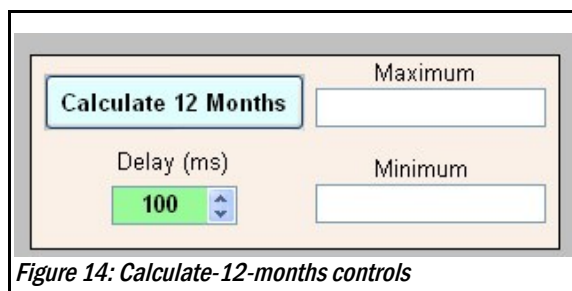 Maximum
Calculate 12 Months
Delay (ms)
Minimum
100
Figure 14: Calculate-12-months controls